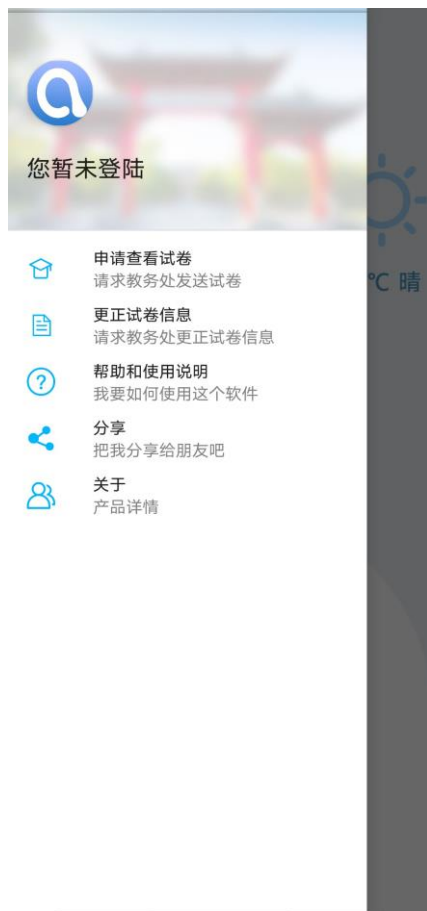 您暂未登陆
申请查看试卷
请求教务处发送试卷
更正试卷信息
请求教务处更正试卷信息
帮助和使用说明
我要如何使用这个软件
分享
把我分享给朋友吧
关于
产品详情
℃ 晴